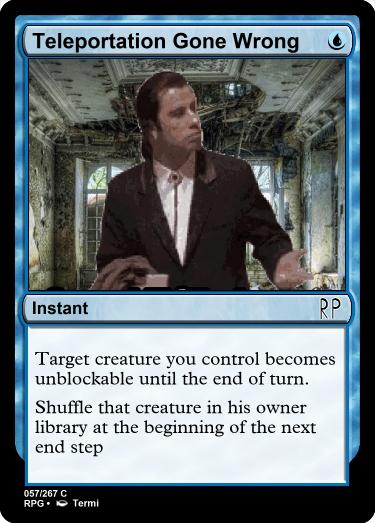 Teleportation Gone Wrong
Instant
RP
Target creature you control becomes
unblockable until the end of turn.
Shuffle that creature in his owner
library at the beginning of the next
end step
057/267 C
RPG • Termi